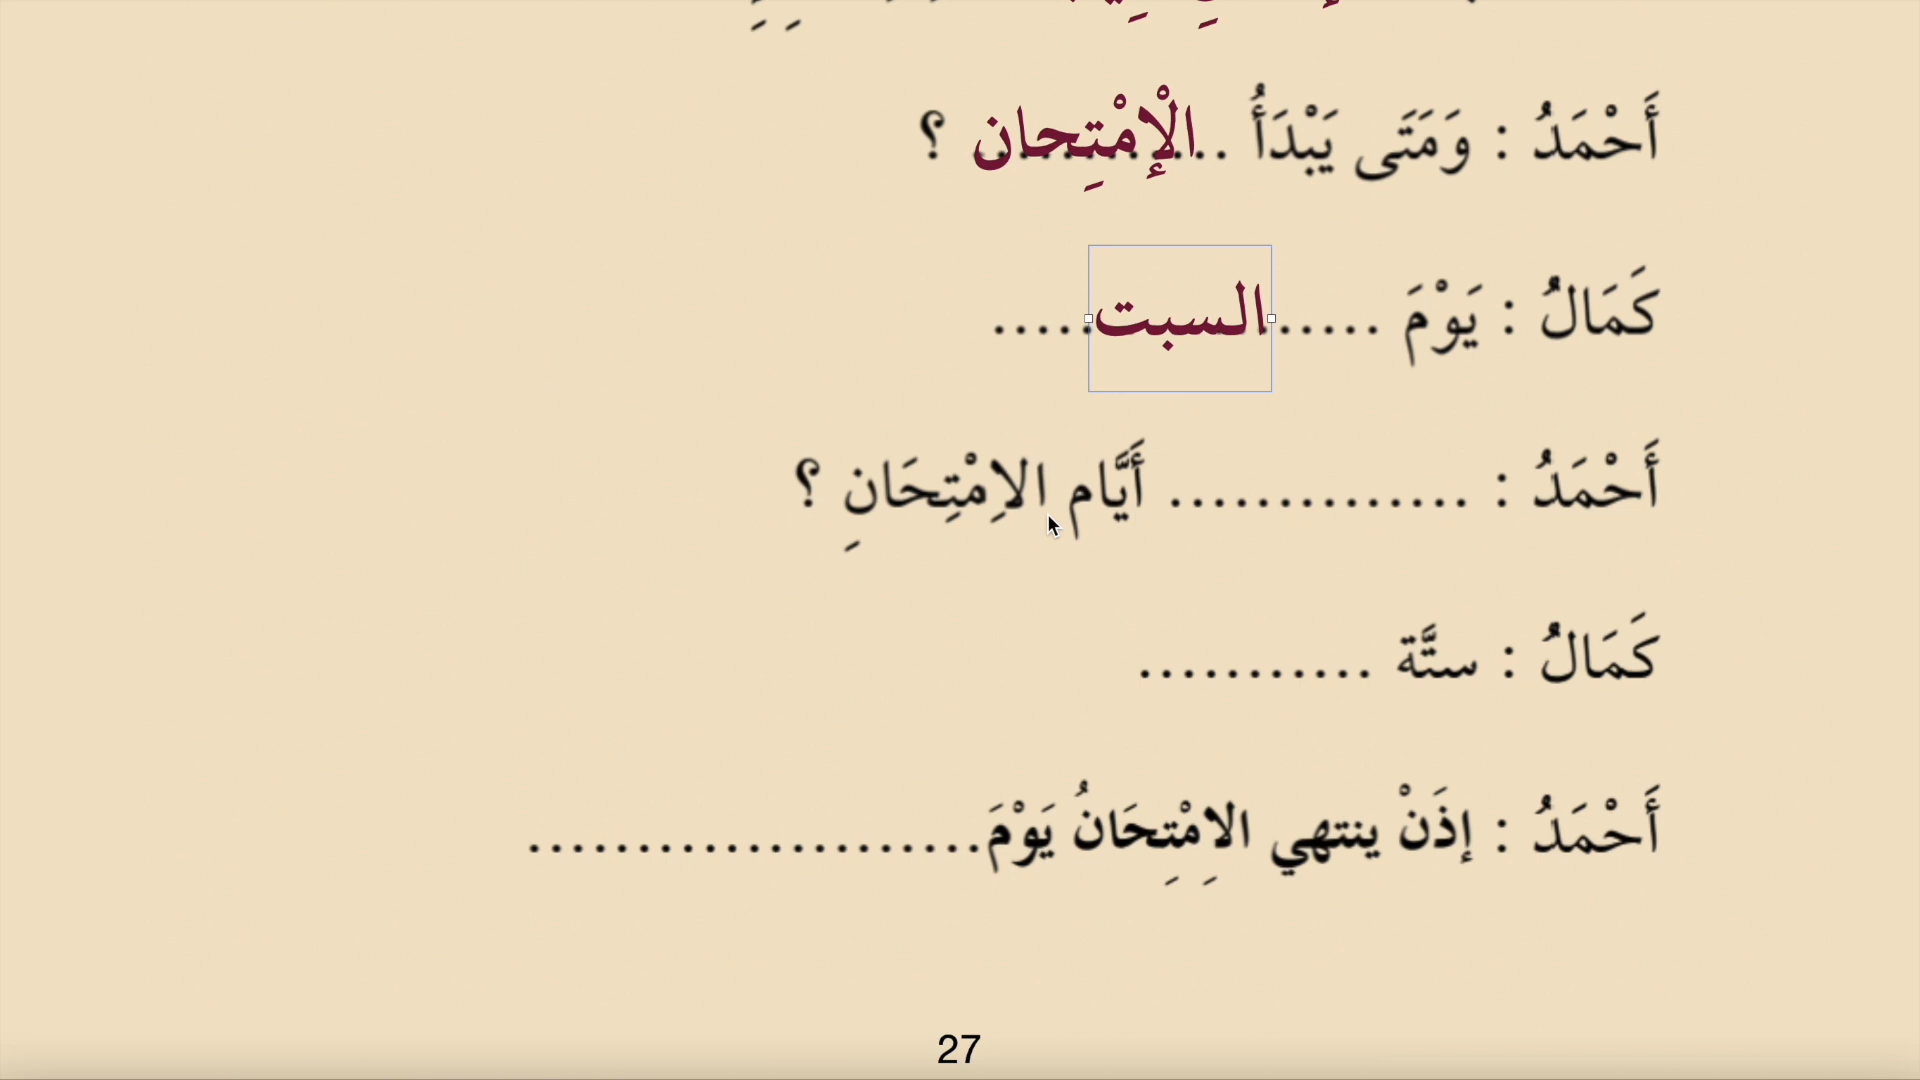 أَحْمَدُ : وَمَتَى يَبْدَأُ ..الْإِمْتِحان ؟
كَمَالُ : يَوْمَ .....السبت.....
أَحْمَدُ : .............. أَيَّام الاِمْتِحَانِ ؟
كَمَالُ : ستَّة ...........
أَحْمَدُ : إذَنْ ينتهي الاِمْتِحَانُ يَوْمَ.....................
27